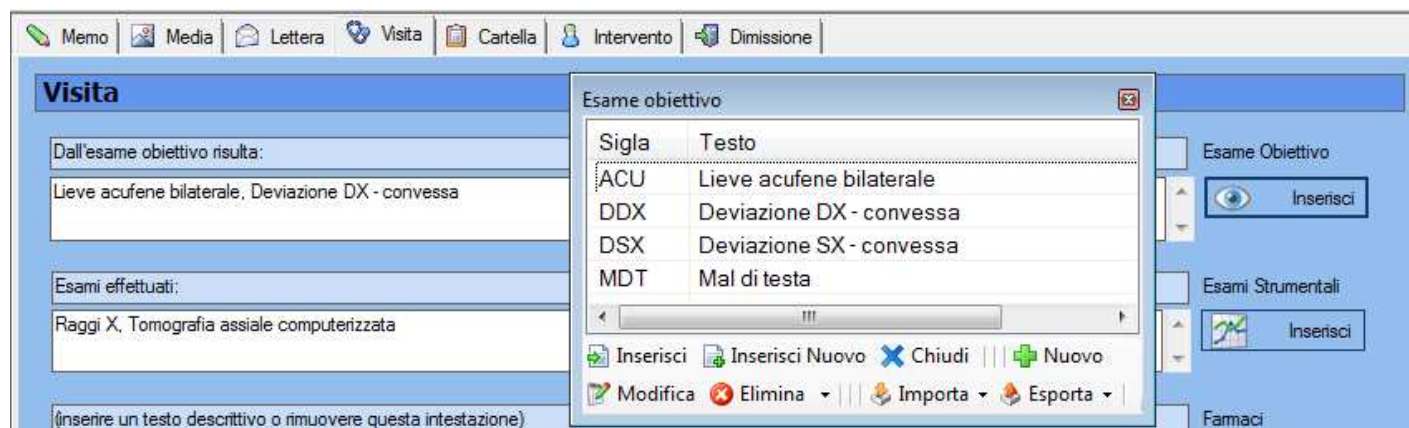 Memo Media Lettera Visita Cartella Intervento Dimissione
Visita
Dall'esame obiettivo risulta:
Lieve acufene bilaterale, Deviazione DX - convessa
Esami effettuati:
Raggi X, Tomografia assiale computerizzata
(inserire un testo descrittivo o rimuovere questa intestazione)
Esame obiettivo
Sigla Testo
ACU Lieve acufene bilaterale
DDX Deviazione DX - convessa
DSX Deviazione SX - convessa
MDT Mal di testa
Inserisci Inserisci Nuovo Chiudi Nuovo
Modifica Elimina Importa Esporta
Esame Obiettivo
Inserisci
Esami Strumentali
Inserisci
Farmaci